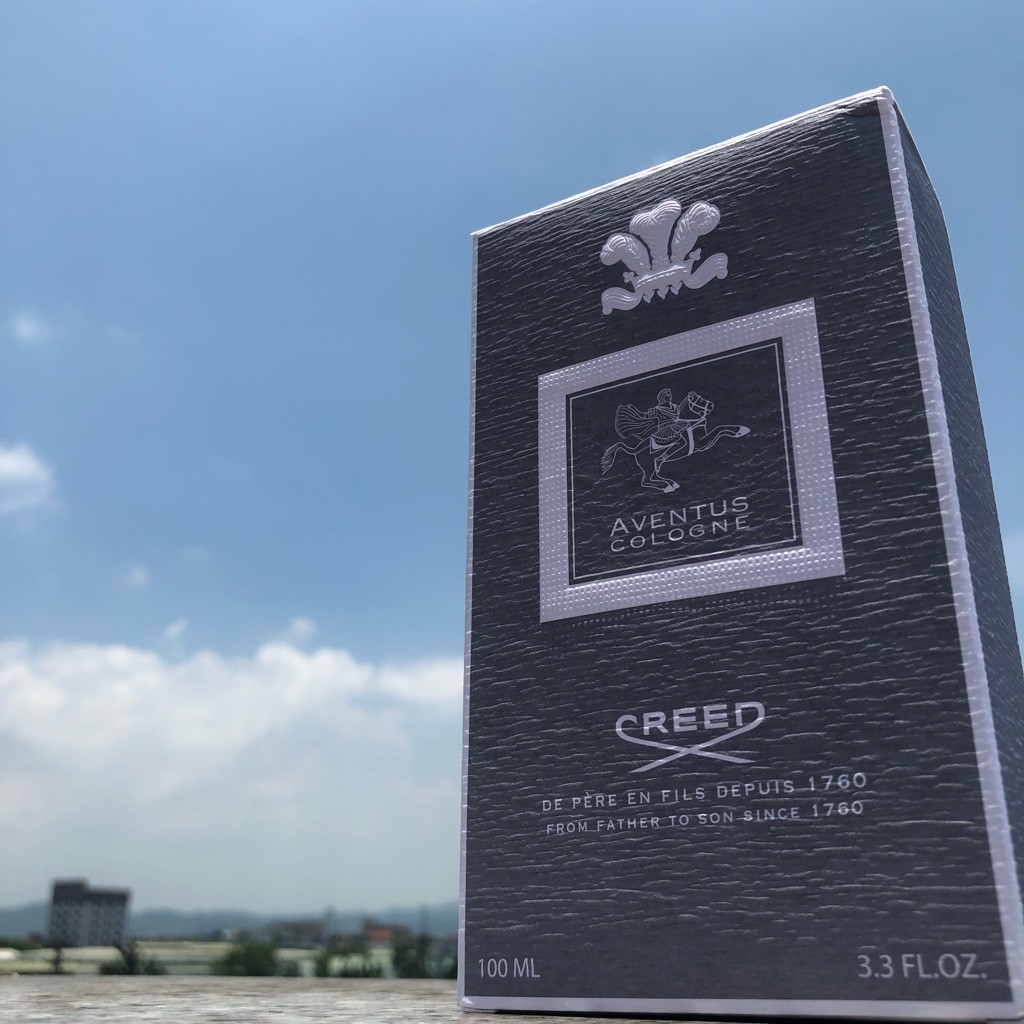 AVENTUS
COLOGNE
CREED
DE PÈRE EN FILS DEPUIS 1760
FROM FATHER TO SON SINCE 1760
100 ML 3.3 FL.OZ.